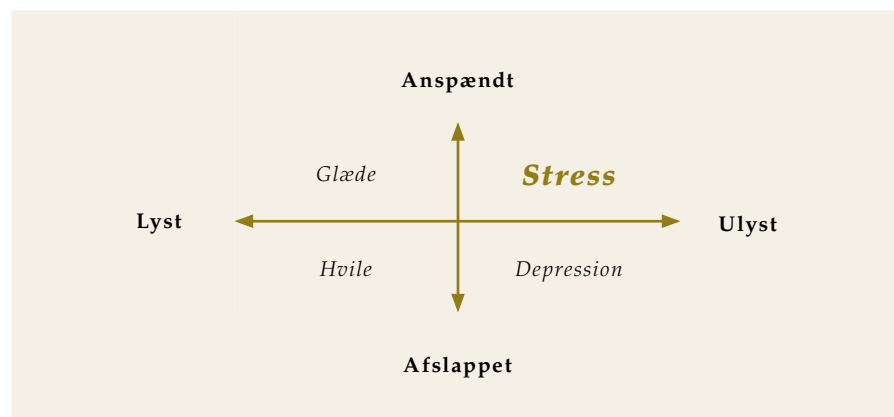 Anspændt
Glæde Stress
Lyst Ulyst
Hvile Depression
Afslappet